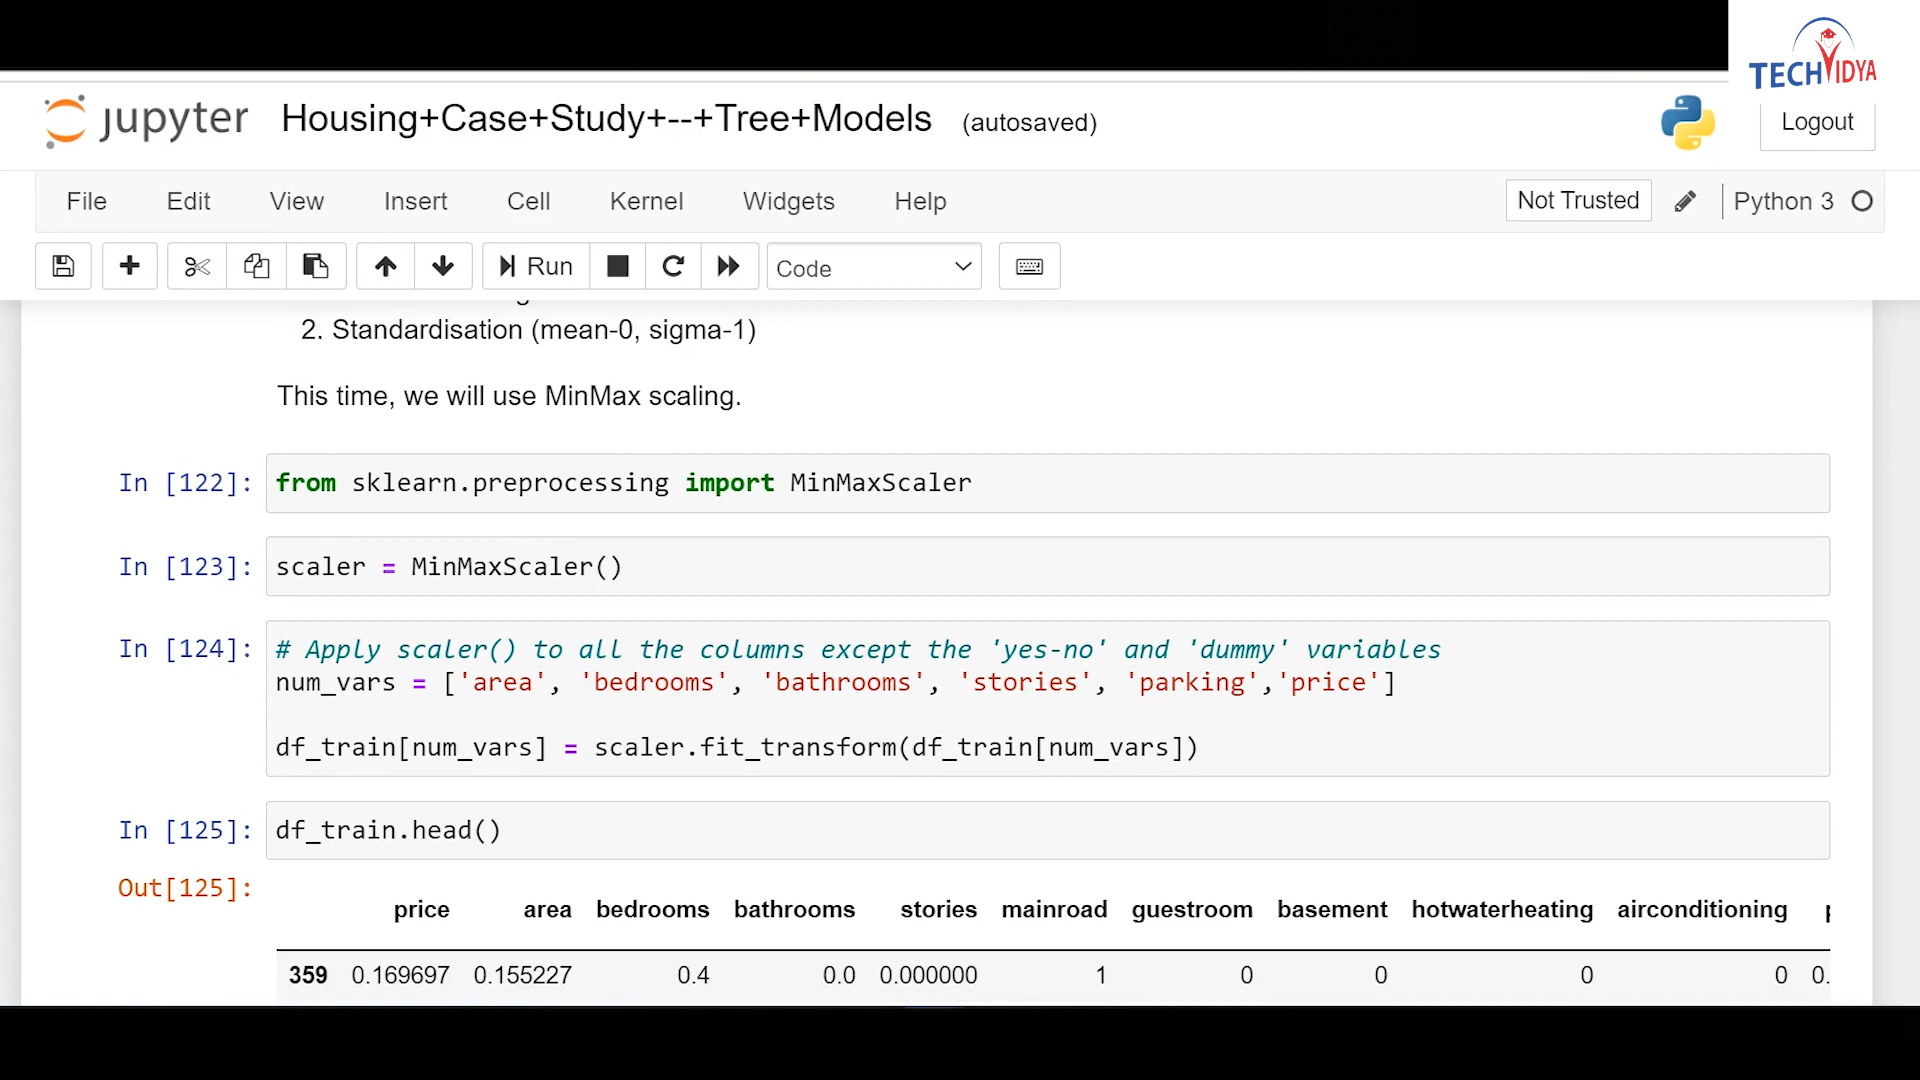 TECHVIDYA
jupyter Housing+Case+Study+--+Tree+Models (autosaved)
Logout
File Edit View Insert Cell Kernel Widgets Help Not Trusted Python 3
Run Code
2. Standardisation (mean-0, sigma-1)
This time, we will use MinMax scaling.
In [122]: from sklearn.preprocessing import MinMaxScaler
In [123]: scaler = MinMaxScaler()
In [124]: # Apply scaler() to all the columns except the 'yes-no' and 'dummy' variables
num_vars = ['area', 'bedrooms', 'bathrooms', 'stories', 'parking','price']
df_train[num_vars] = scaler.fit_transform(df_train[num_vars])
In [125]: df_train.head()
Out[125]:
price area bedrooms bathrooms stories mainroad guestroom basement hotwaterheating airconditioning
359 0.169697 0.155227 0.4 0.0 0.000000 1 0 0 0 0 0.